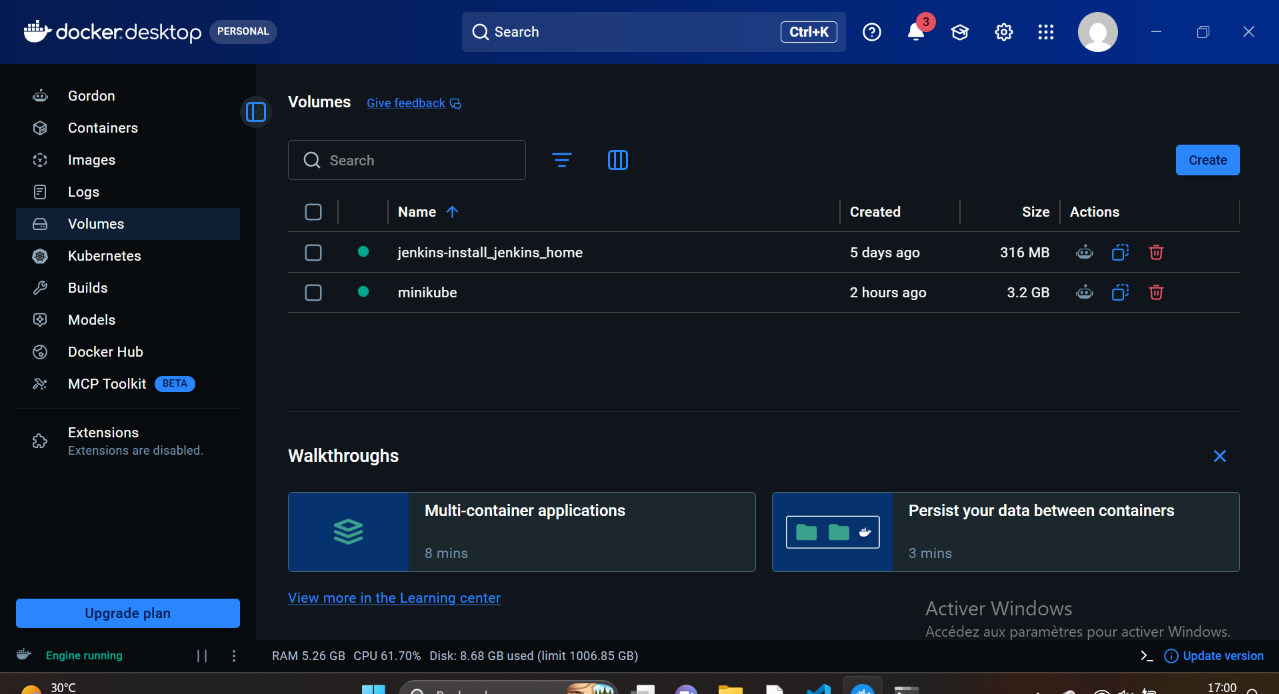 docker.desktop PERSONAL Search Ctrl+K 3
Gordon
Containers
Images
Logs
Volumes
Kubernetes
Builds
Models
Docker Hub
MCP Toolkit BETA
Extensions
Extensions are disabled.
Upgrade plan
Volumes Give feedback
Search
Create
Name Created Size Actions
jenkins-install_jenkins_home 5 days ago 316 MB
minikube 2 hours ago 3.2 GB
Walkthroughs
Multi-container applications
8 mins
Persist your data between containers
3 mins
View more in the Learning center
Activer Windows
Accédez aux paramètres pour activer Windows.
Engine running RAM 5.26 GB CPU 61.70% Disk: 8.68 GB used (limit 1006.85 GB) Update version
30°C 17:00